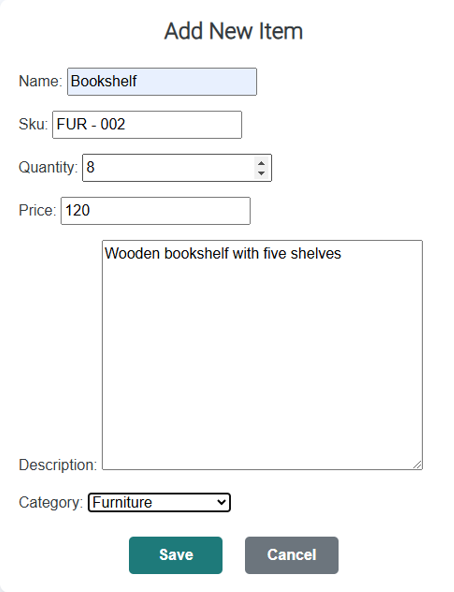 Add New Item
Name: Bookshelf
Sku: FUR - 002
Quantity: 8
Price: 120
Wooden bookshelf with five shelves
Description:
Category: Furniture
Save Cancel